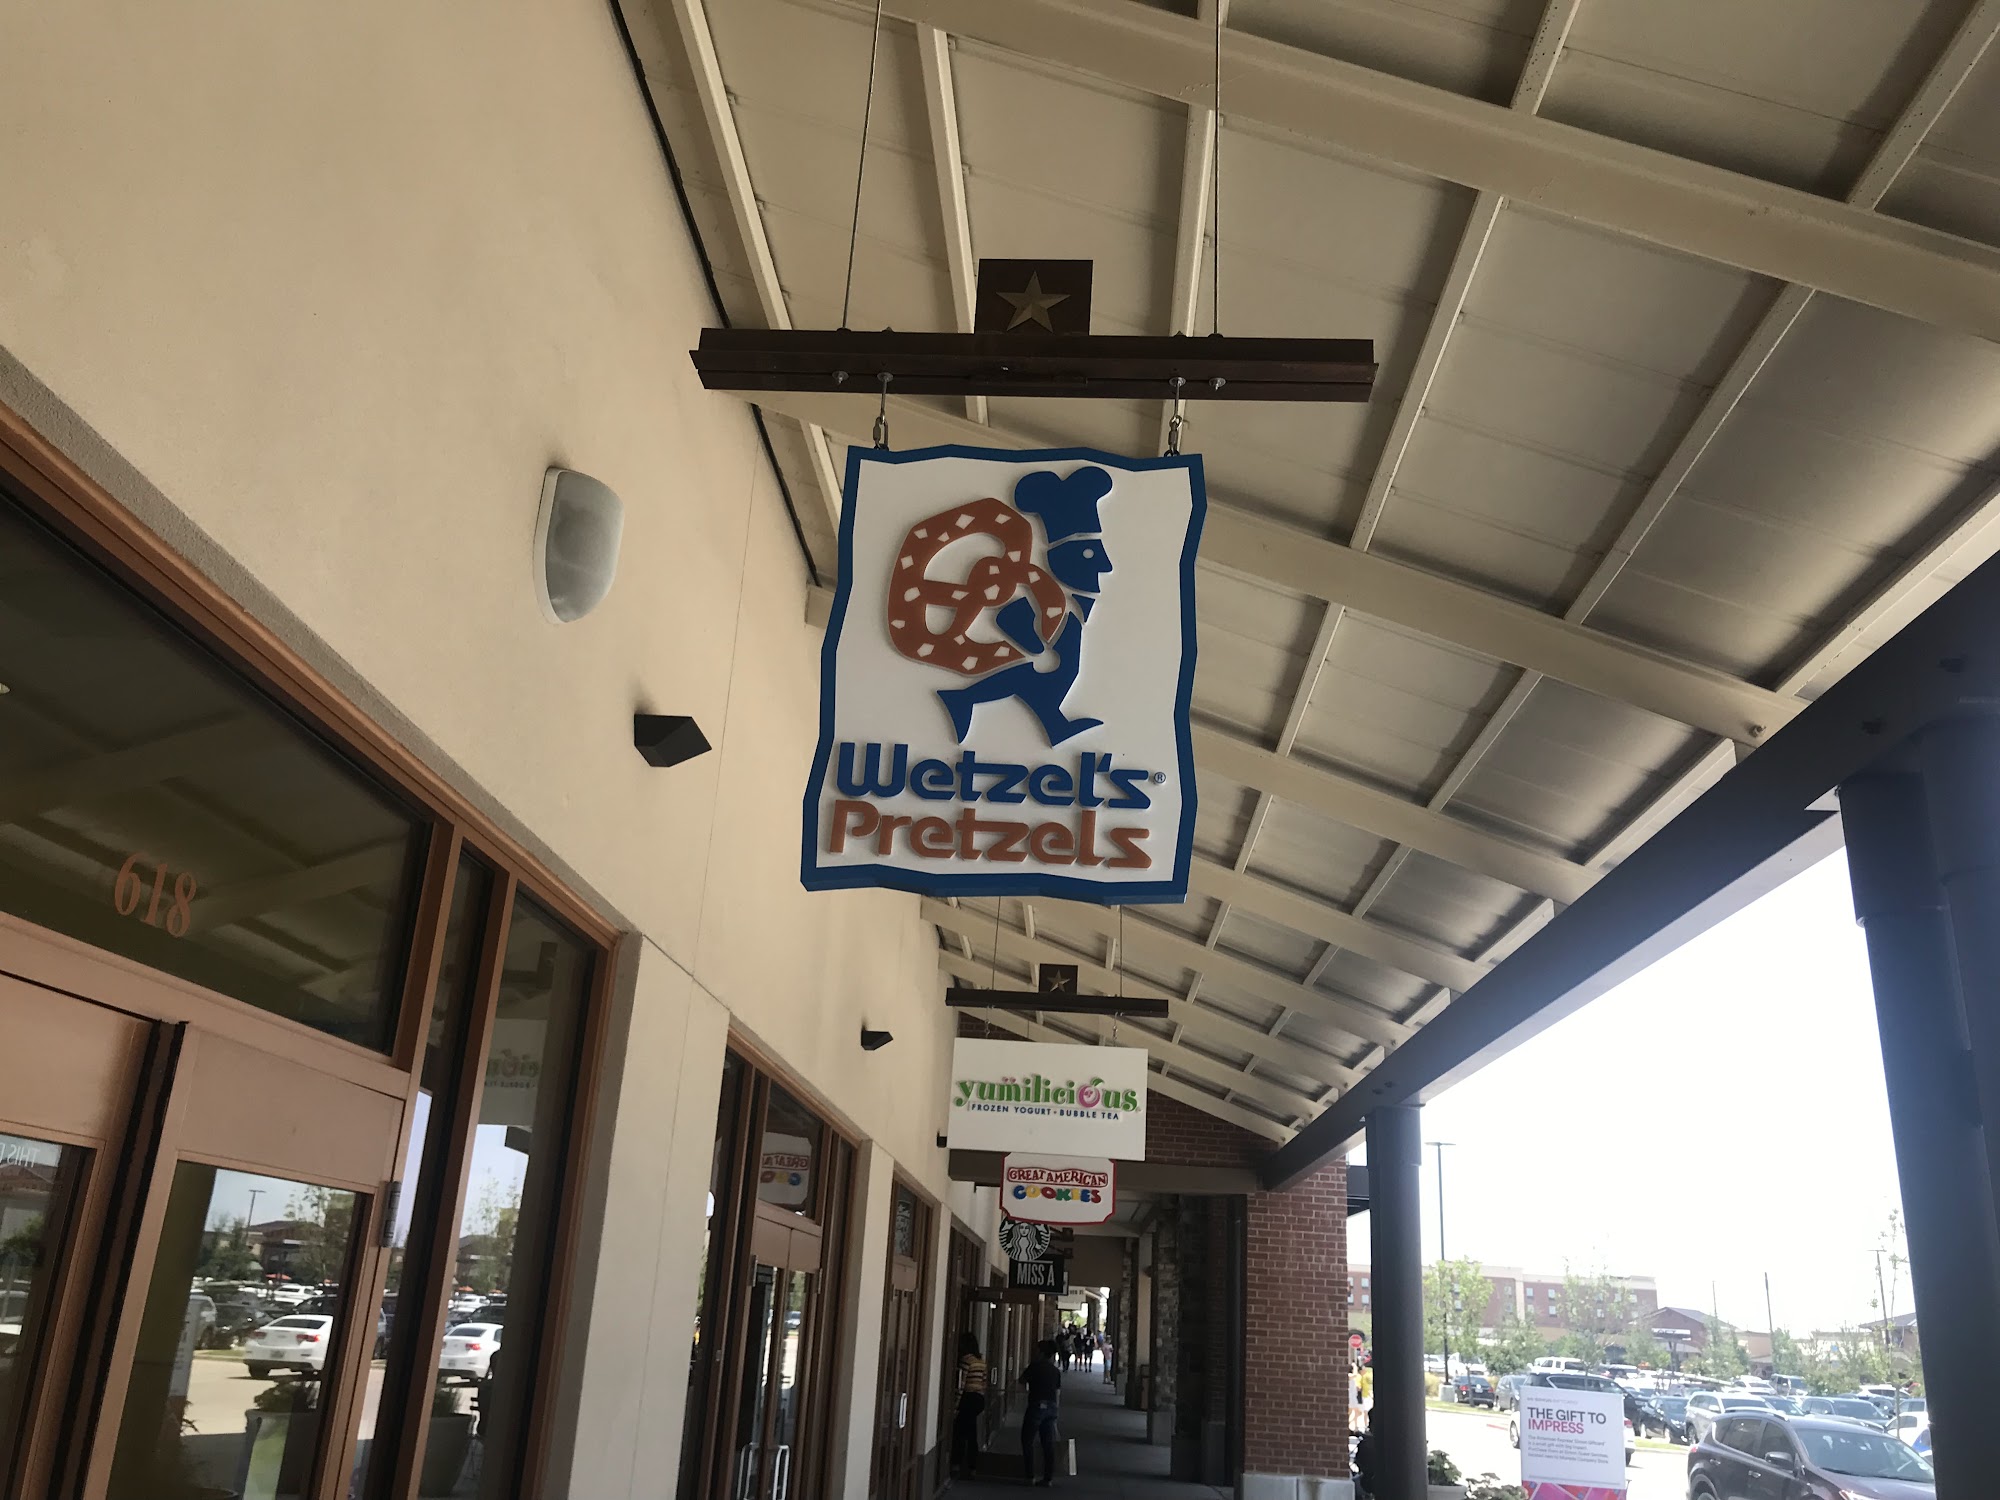 Wetzel's®
Pretzels
618
yumilicious
FROZEN YOGURT • BUBBLE TEA
GREAT AMERICAN
COOKIES
MISS A
THE GIFT TO
IMPRESS